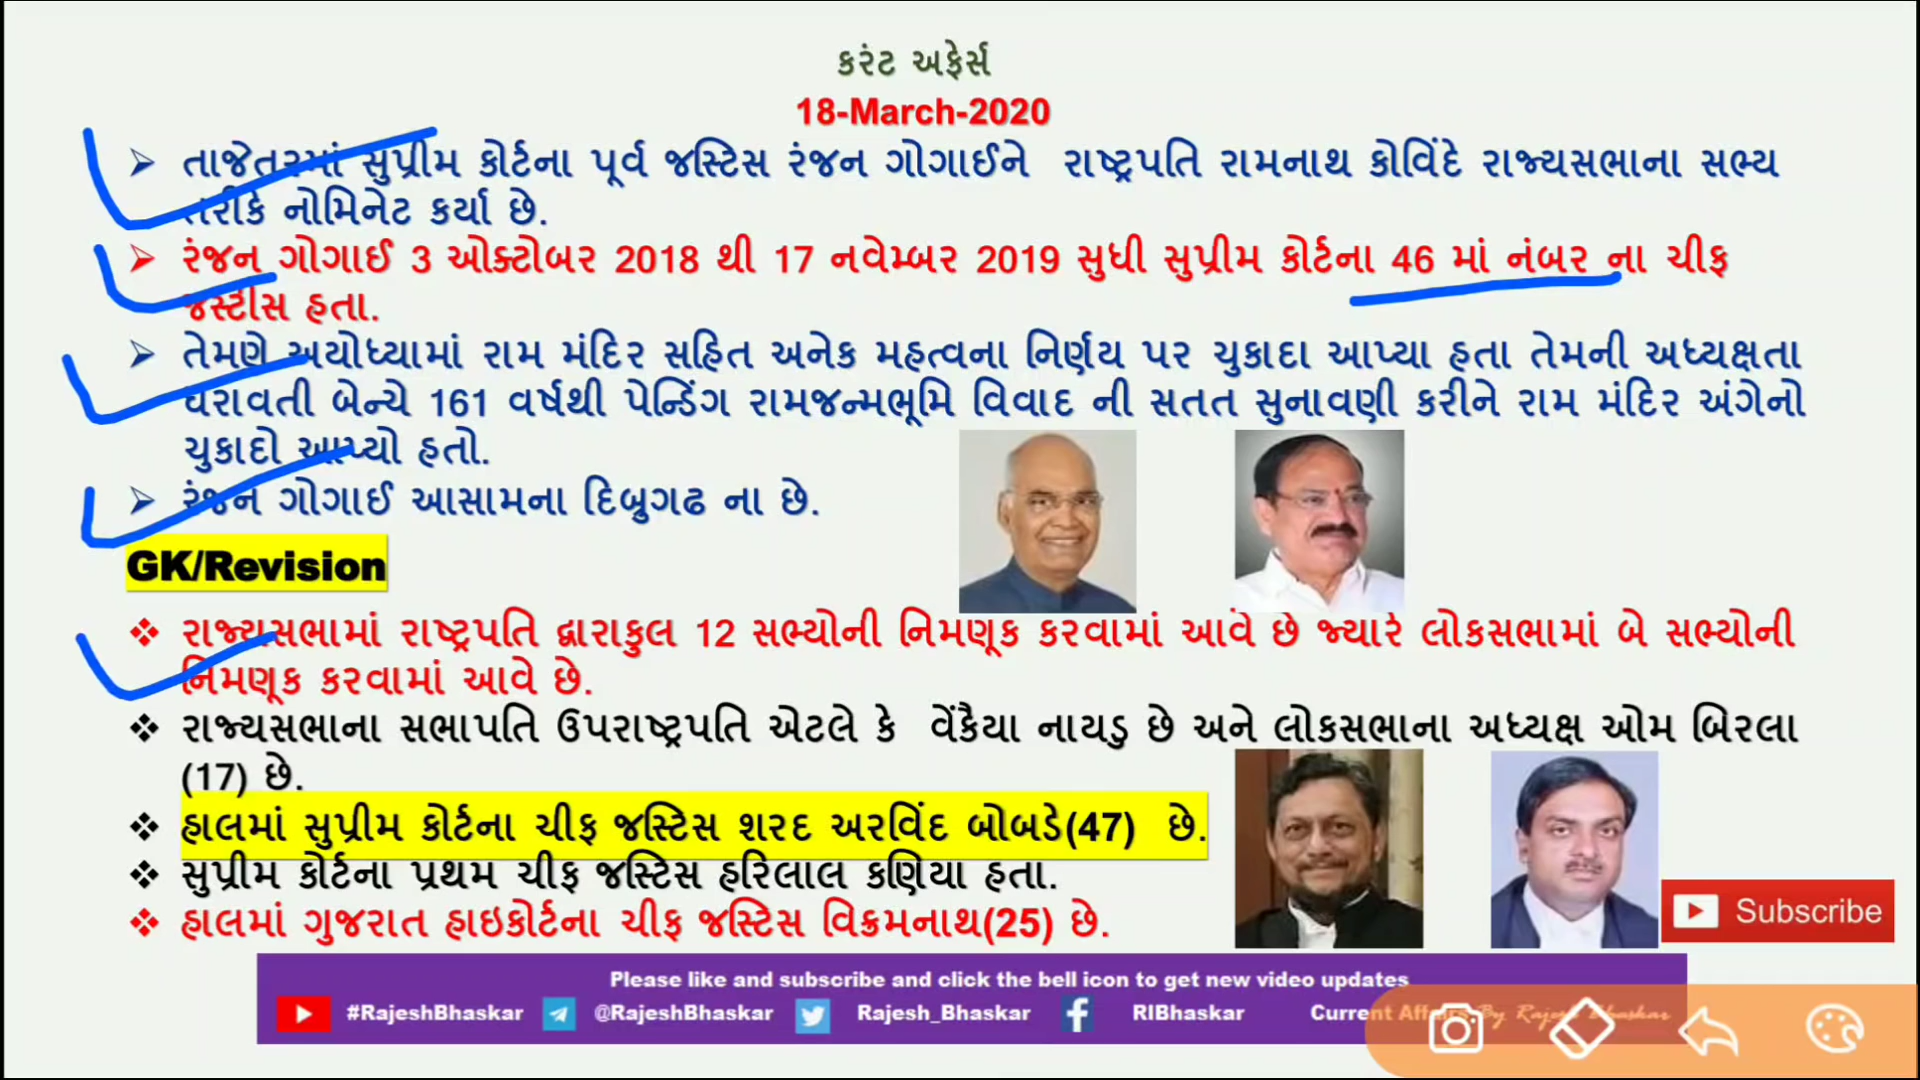 કરંટ અફેર્સ
18-March-2020
➢ તાજેતરમાં સુપ્રીમ કોર્ટના પૂર્વ જસ્ટિસ રંજન ગોગાઈને રાષ્ટ્રપતિ રામનાથ કોવિંદે રાજ્યસભાના સભ્ય
તરીકે નોમિનેટ કર્યા છે.
➢ રંજન ગોગાઈ 3 ઓક્ટોબર 2018 થી 17 નવેમ્બર 2019 સુધી સુપ્રીમ કોર્ટના 46 માં નંબર ના ચીફ
જસ્ટીસ હતા.
➢ તેમણે અયોધ્યામાં રામ મંદિર સહિત અનેક મહત્વના નિર્ણય પર ચુકાદા આપ્યા હતા તેમની અધ્યક્ષતા
ધરાવતી બેન્ચે 161 વર્ષથી પેન્ડિંગ રામજન્મભૂમિ વિવાદ ની સતત સુનાવણી કરીને રામ મંદિર અંગેનો
ચુકાદો આપ્યો હતો.
➢ રંજન ગોગાઈ આસામના દિબ્રુગઢ ના છે.
GK/Revision
❖ રાજ્યસભામાં રાષ્ટ્રપતિ દ્વારાકુલ 12 સભ્યોની નિમણૂક કરવામાં આવે છે જ્યારે લોકસભામાં બે સભ્યોની
નિમણૂક કરવામાં આવે છે.
❖ રાજ્યસભાના સભાપતિ ઉપરાષ્ટ્રપતિ એટલે કે વેંકૈયા નાયડુ છે અને લોકસભાના અધ્યક્ષ ઓમ બિરલા
(17) છે.
❖ હાલમાં સુપ્રીમ કોર્ટના ચીફ જસ્ટિસ શરદ અરવિંદ બોબડે(47) છે.
❖ સુપ્રીમ કોર્ટના પ્રથમ ચીફ જસ્ટિસ હરિલાલ કણિયા હતા.
❖ હાલમાં ગુજરાત હાઇકોર્ટના ચીફ જસ્ટિસ વિક્રમનાથ(25) છે.
Subscribe
Please like and subscribe and click the bell icon to get new video updates
#RajeshBhaskar @RajeshBhaskar Rajesh_Bhaskar RIBhaskar Current Affairs By Rajesh Bhaskar